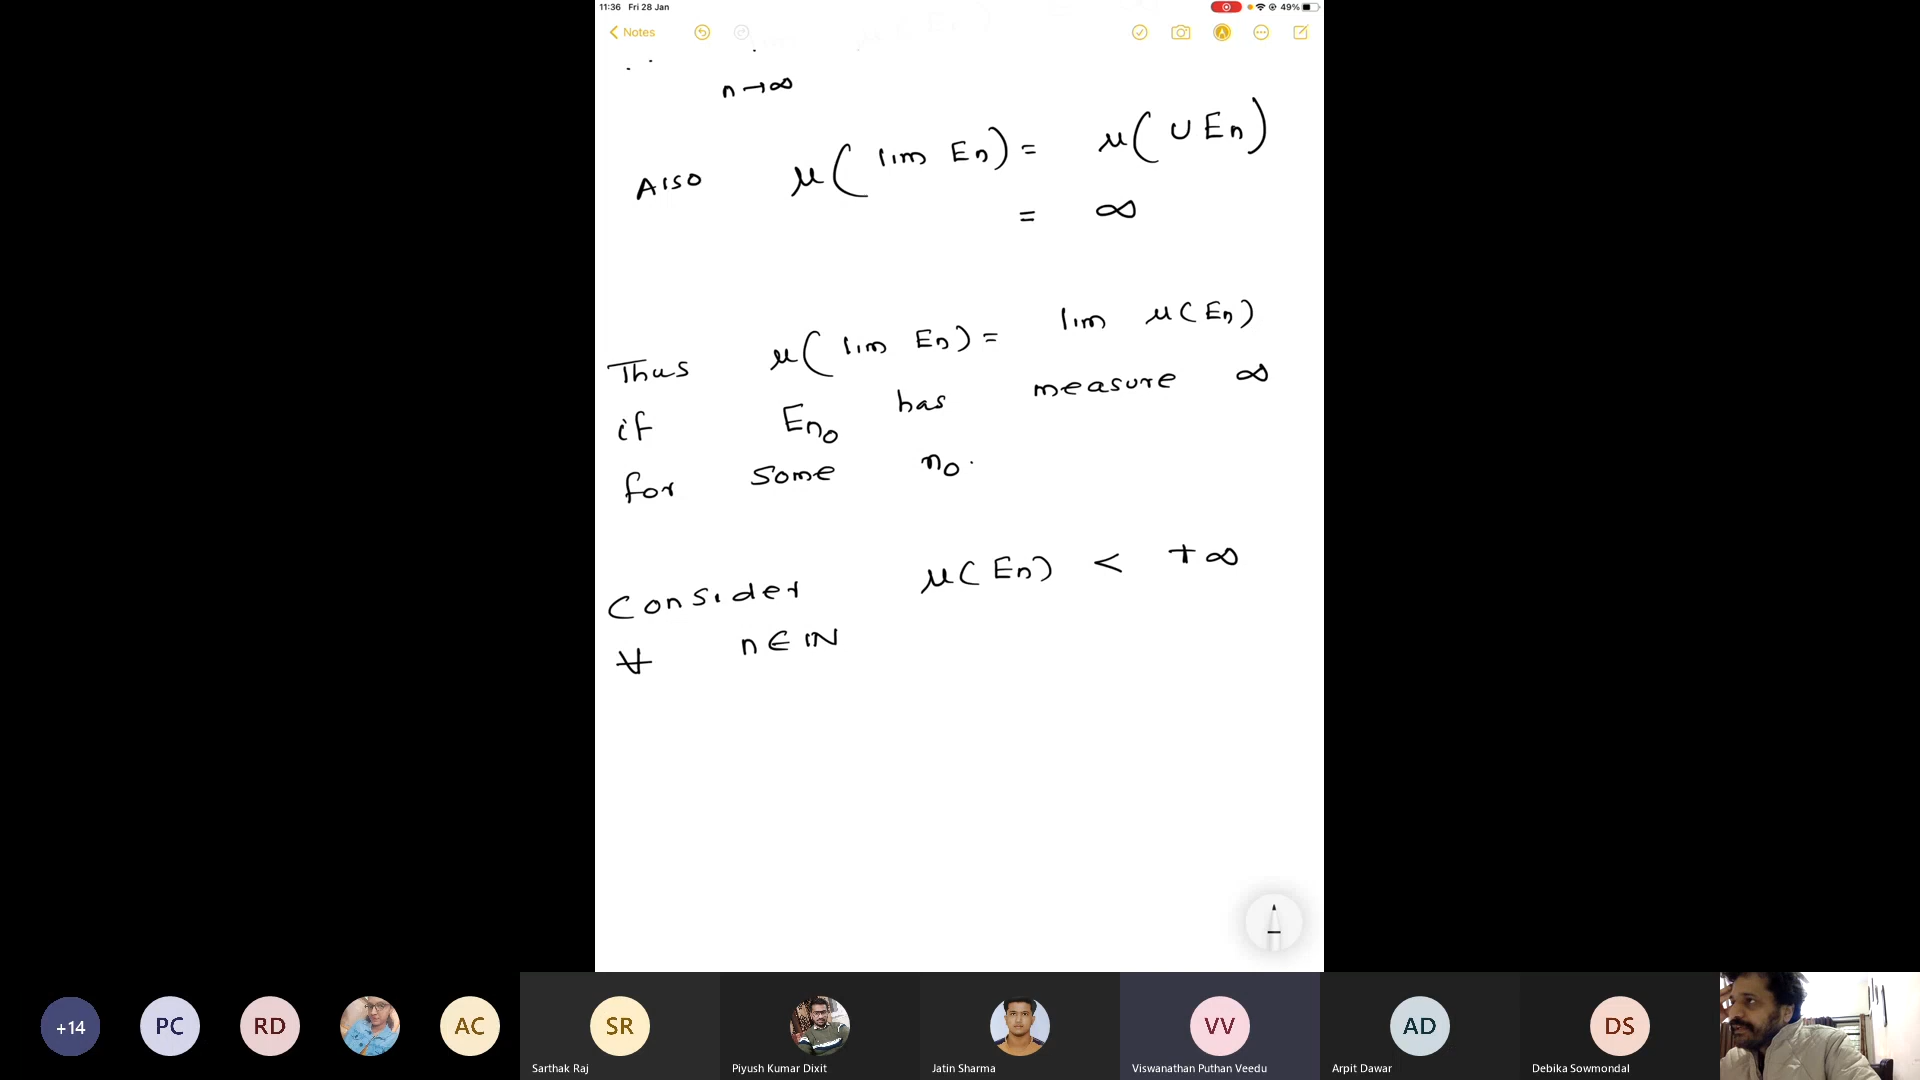 11:36 Fri 28 Jan
49%
Notes
n→∞
Also μ( lim En) = μ( ∪ En)
= ∞
Thus μ( lim En) = lim μ( En)
if En₀ has measure ∞
for some n₀.
Consider μ( En) < +∞
∀ n ∈ ℕ
+14
PC
RD
AC
SR
VV
AD
DS
Sarthak Raj
Piyush Kumar Dixit
Jatin Sharma
Viswanathan Puthan Veedu
Arpit Dawar
Debika Sowmondal